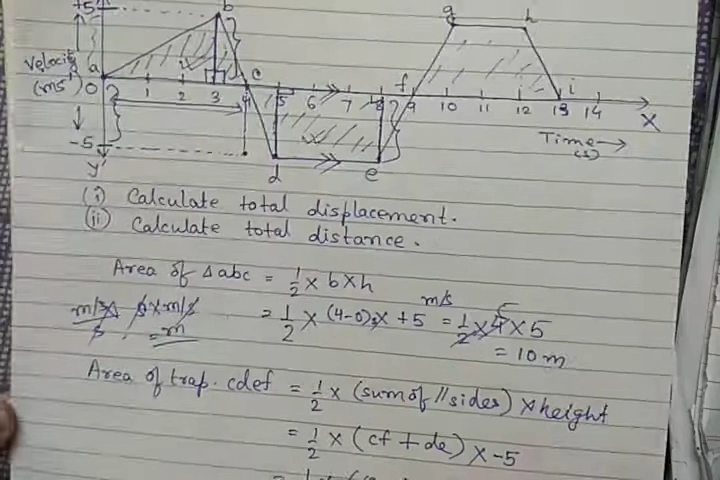 +5
b
g h
Velocity
(ms⁻¹)
a
c
f
i
0 1 2 3 4 5 6 7 8 9 10 11 12 13 14
X
Time→
(s)
-5
y'
d e
(i) Calculate total displacement.
(ii) Calculate total distance.
Area of Δabc = 1/2 × b × h
= 1/2 × (4-0)s × +5 m/s = 1/2 × 4 × 5
= 10 m
s × m/s
= m
Area of trap. cdef = 1/2 × (sum of // sides) × height
= 1/2 × (cf + de) × -5